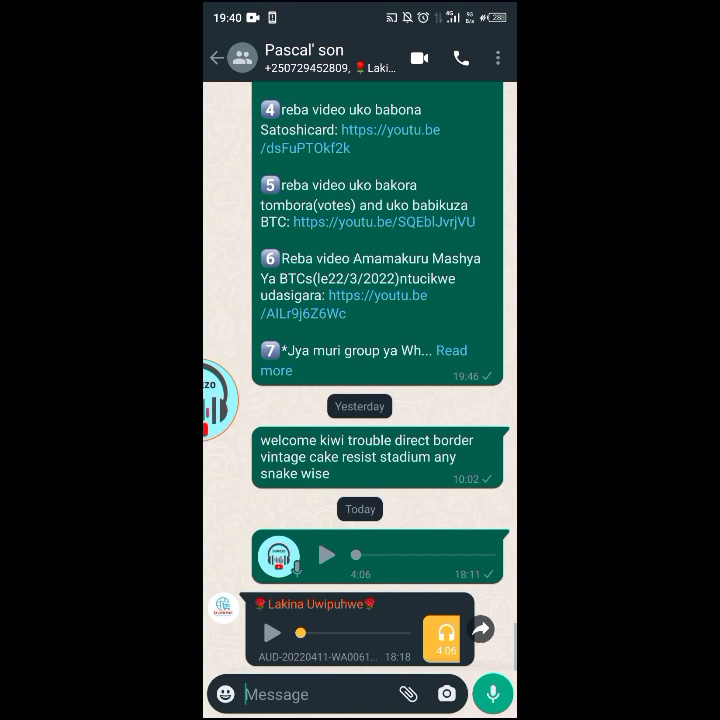 19:40
4G
93 B/s
28
Pascal' son
+250729452809, 🌹Laki...
4 reba video uko babona
Satoshicard: https://youtu.be
/dsFuPTOkf2k
5 reba video uko bakora
tombora(votes) and uko babikuza
BTC: https://youtu.be/SQEblJvrjVU
6 Reba video Amamakuru Mashya
Ya BTCs(le22/3/2022)ntucikwe
udasigara: https://youtu.be
/AILr9j6Z6Wc
7 *Jya muri group ya Wh... Read
more
19:46
Yesterday
welcome kiwi trouble direct border
vintage cake resist stadium any
snake wise
10:02
Today
4:06
18:11
🌹Lakina Uwipuhwe🌹
AUD-20220411-WA0061...
18:18
4:06
Message